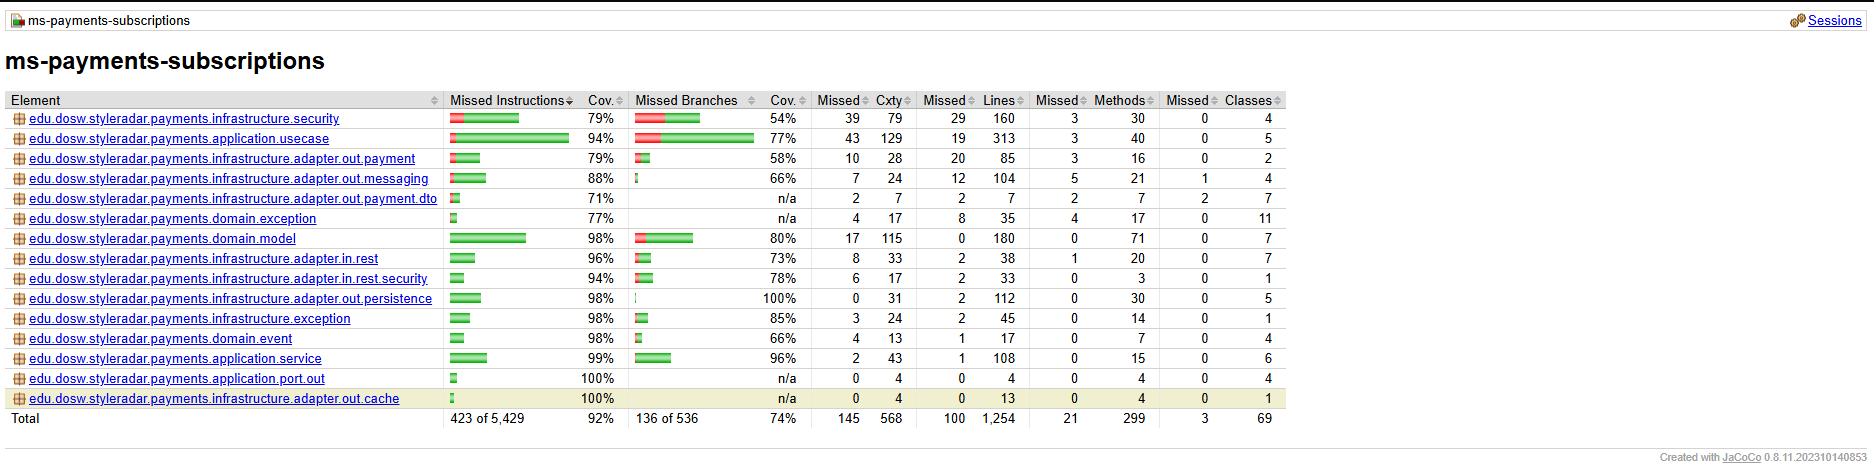 ms-payments-subscriptions Sessions
ms-payments-subscriptions
Element Missed Instructions Cov. Missed Branches Cov. Missed Cxty Missed Lines Missed Methods Missed Classes
edu.dosw.styleradar.payments.infrastructure.security 79% 54% 39 79 29 160 3 30 0 4
edu.dosw.styleradar.payments.application.usecase 94% 77% 43 129 19 313 3 40 0 5
edu.dosw.styleradar.payments.infrastructure.adapter.out.payment 79% 58% 10 28 20 85 3 16 0 2
edu.dosw.styleradar.payments.infrastructure.adapter.out.messaging 88% 66% 7 24 12 104 5 21 1 4
edu.dosw.styleradar.payments.infrastructure.adapter.out.payment.dto 71% n/a 2 7 2 7 2 7 2 7
edu.dosw.styleradar.payments.domain.exception 77% n/a 4 17 8 35 4 17 0 11
edu.dosw.styleradar.payments.domain.model 98% 80% 17 115 0 180 0 71 0 7
edu.dosw.styleradar.payments.infrastructure.adapter.in.rest 96% 73% 8 33 2 38 1 20 0 7
edu.dosw.styleradar.payments.infrastructure.adapter.in.rest.security 94% 78% 6 17 2 33 0 3 0 1
edu.dosw.styleradar.payments.infrastructure.adapter.out.persistence 98% 100% 0 31 2 112 0 30 0 5
edu.dosw.styleradar.payments.infrastructure.exception 98% 85% 3 24 2 45 0 14 0 1
edu.dosw.styleradar.payments.domain.event 98% 66% 4 13 1 17 0 7 0 4
edu.dosw.styleradar.payments.application.service 99% 96% 2 43 1 108 0 15 0 6
edu.dosw.styleradar.payments.application.port.out 100% n/a 0 4 0 4 0 4 0 4
edu.dosw.styleradar.payments.infrastructure.adapter.out.cache 100% n/a 0 4 0 13 0 4 0 1
Total 423 of 5,429 92% 136 of 536 74% 145 568 100 1,254 21 299 3 69
Created with JaCoCo 0.8.11.202310140853